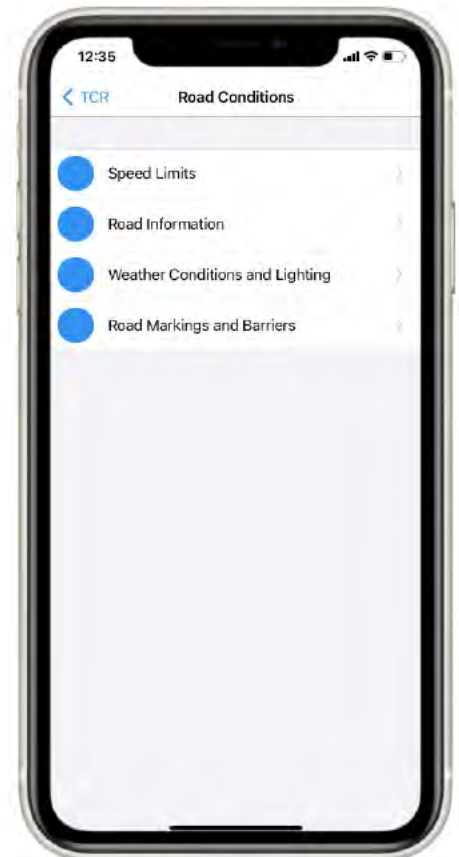 12:35
TCR
Road Conditions
Speed Limits
Road Information
Weather Conditions and Lighting
Road Markings and Barriers